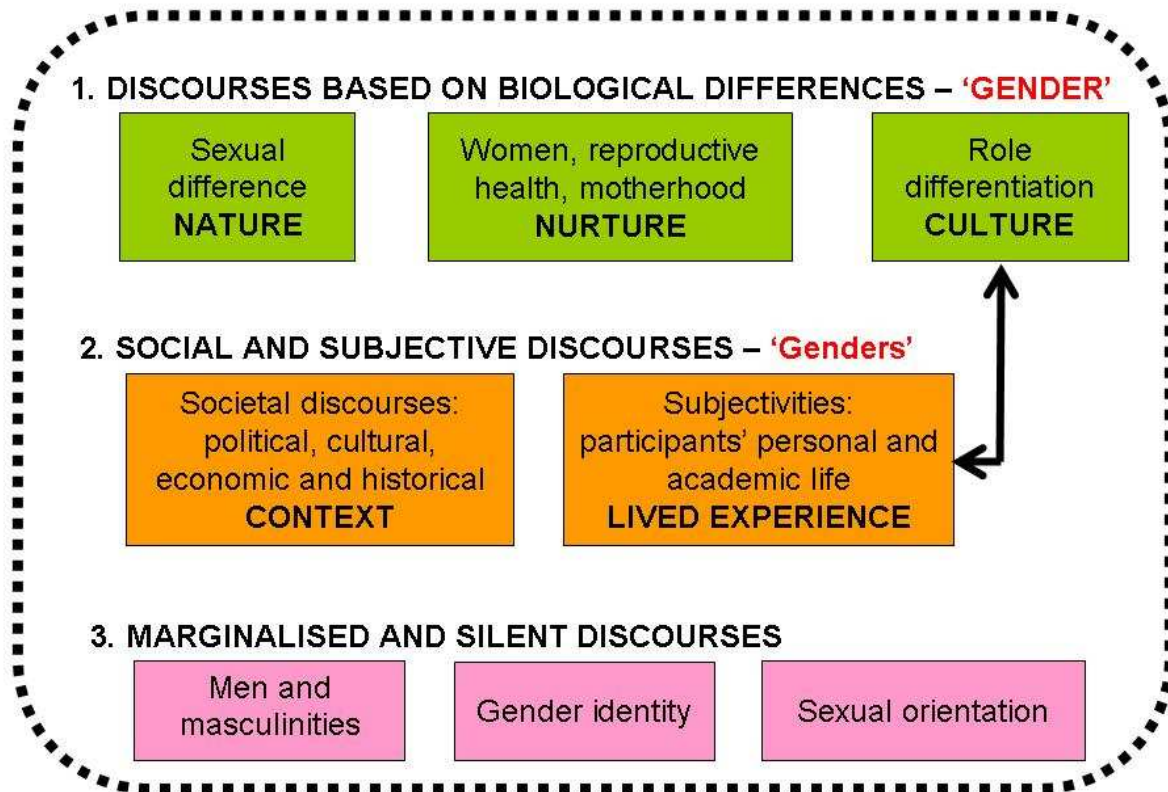 1. DISCOURSES BASED ON BIOLOGICAL DIFFERENCES – ‘GENDER’
Sexual
difference
NATURE
Women, reproductive
health, motherhood
NURTURE
Role
differentiation
CULTURE
2. SOCIAL AND SUBJECTIVE DISCOURSES – ‘Genders’
Societal discourses:
political, cultural,
economic and historical
CONTEXT
Subjectivities:
participants’ personal and
academic life
LIVED EXPERIENCE
3. MARGINALISED AND SILENT DISCOURSES
Men and
masculinities
Gender identity
Sexual orientation